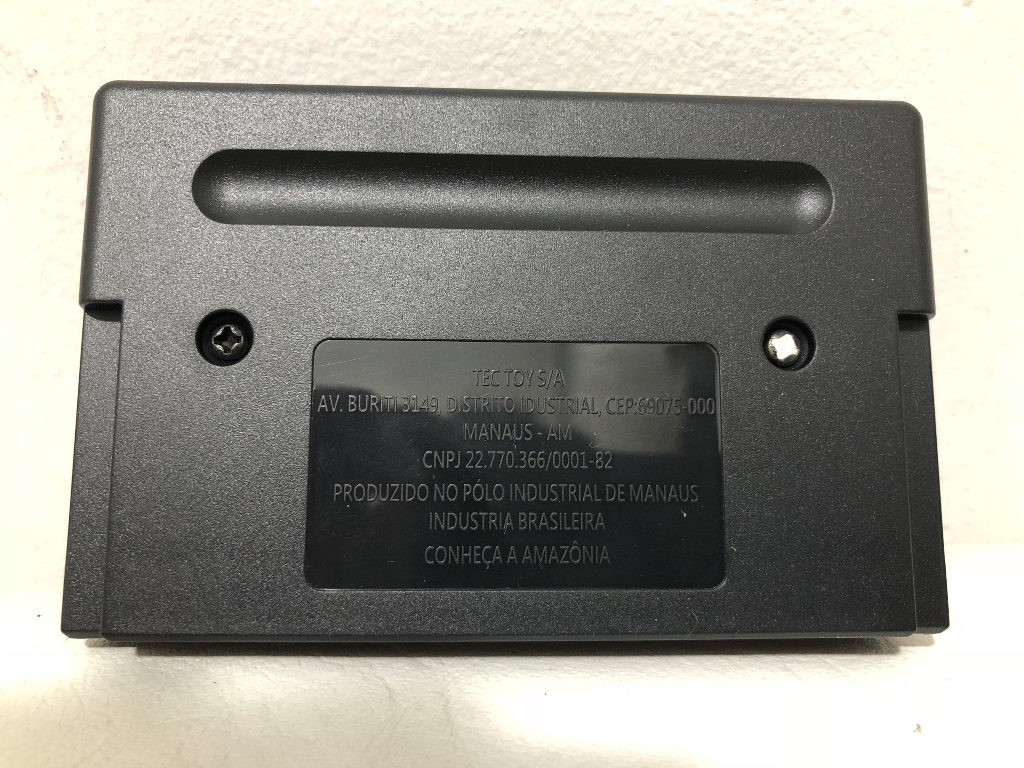 TEC TOY S/A
AV. BURITI 3149, DISTRITO IDUSTRIAL, CEP:69075-000
MANAUS - AM
CNPJ 22.770.366/0001-82
PRODUZIDO NO PÓLO INDUSTRIAL DE MANAUS
INDUSTRIA BRASILEIRA
CONHEÇA A AMAZÔNIA